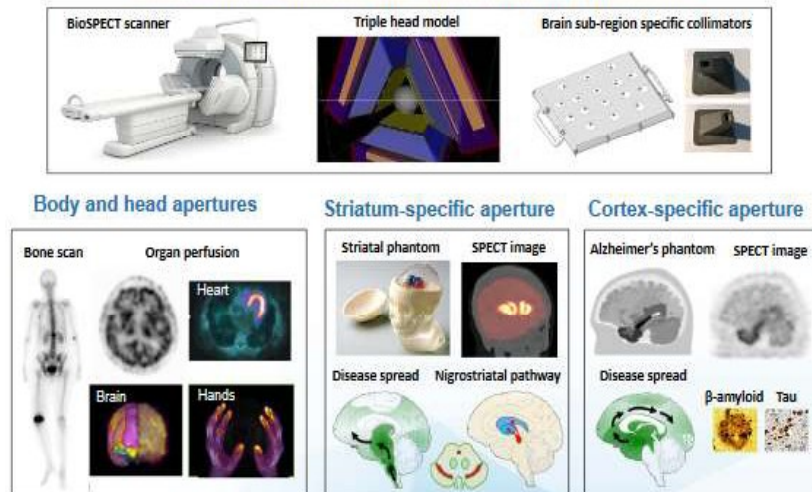 BioSPECT scanner
Triple head model
Brain sub-region specific collimators
Body and head apertures
Striatum-specific aperture
Cortex-specific aperture
Bone scan
Organ perfusion
Heart
Brain
Hands
Striatal phantom
SPECT image
Disease spread
Nigrostriatal pathway
Alzheimer's phantom
SPECT image
Disease spread
β-amyloid
Tau